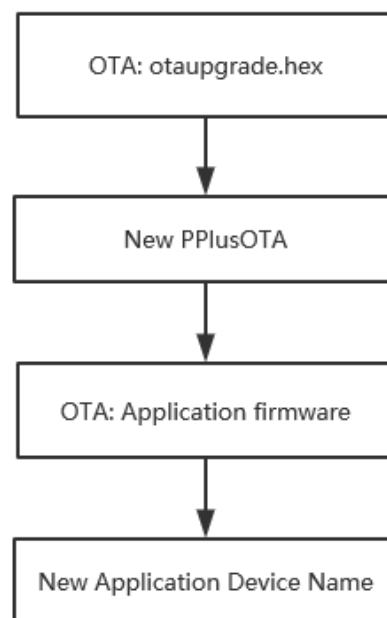 OTA: otaupgrade.hex
New PPlusOTA
OTA: Application firmware
New Application Device Name